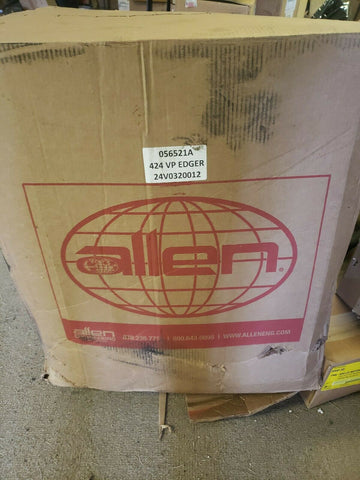 056521A
424 VP EDGER
24V0320012
allen
®
allen
800.643.0095 | WWW.ALLENENG.COM